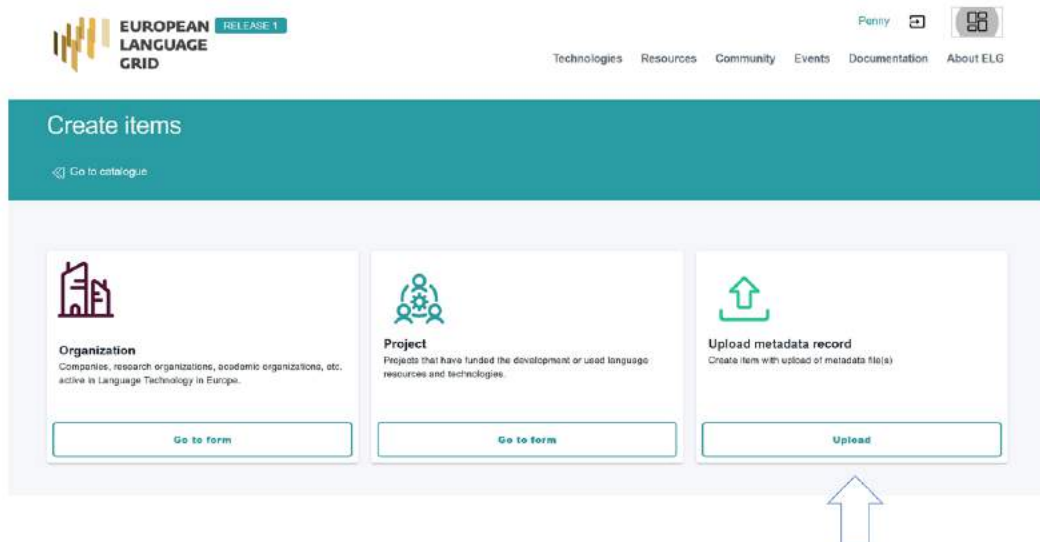 EUROPEAN RELEASE 1
LANGUAGE
GRID
Penny
Technologies Resources Community Events Documentation About ELG
Create items
Go to catalogue
Organization
Companies, research organizations, academic organizations, etc.
active in Language Technology in Europe.
Go to form
Project
Projects that have funded the development or used language
resources and technologies.
Go to form
Upload metadata record
Create item with upload of metadata file(s)
Upload